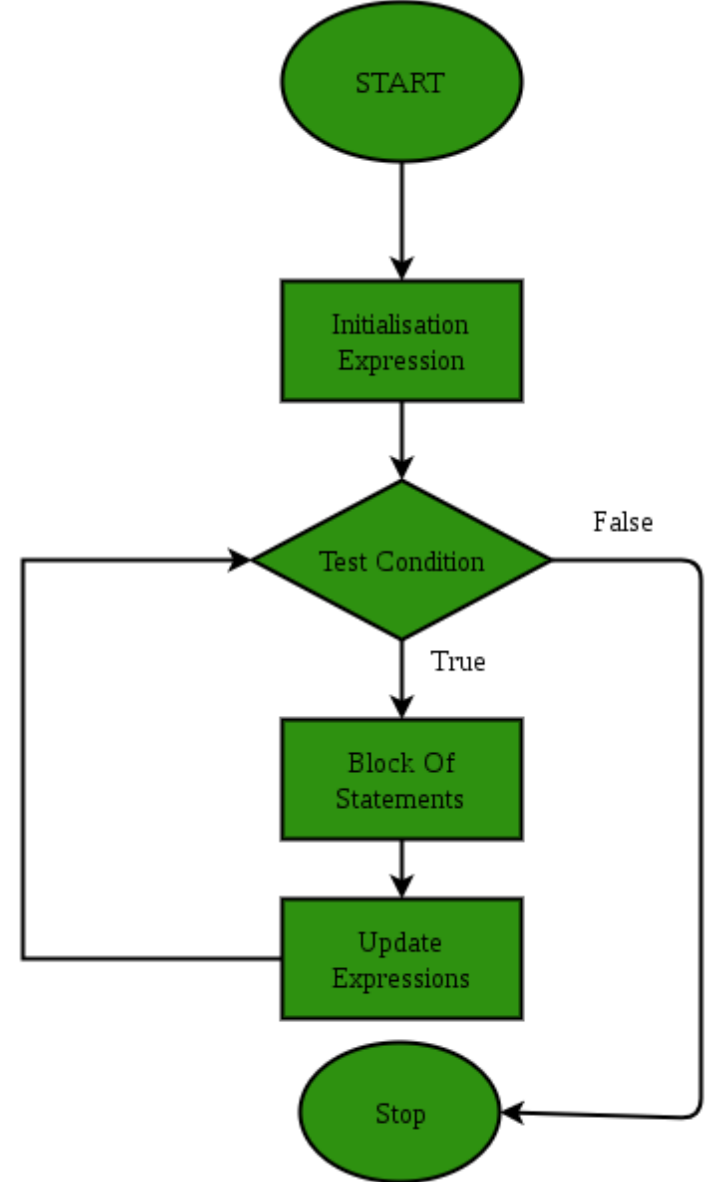 START
Initialisation
Expression
False
Test Condition
True
Block Of
Statements
Update
Expressions
Stop